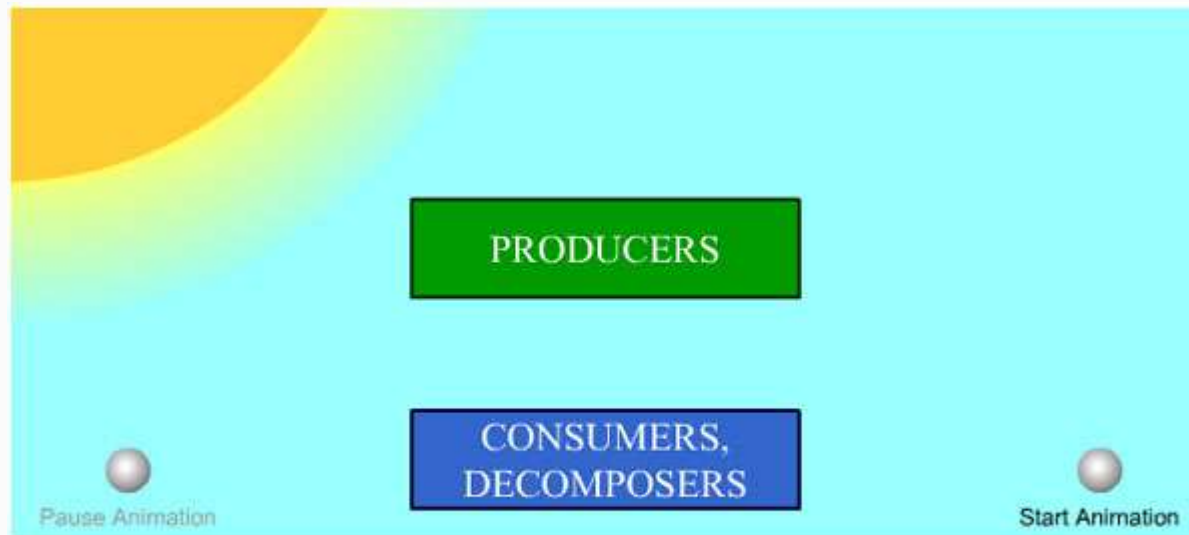 PRODUCERS
CONSUMERS,
DECOMPOSERS
Pause Animation
Start Animation